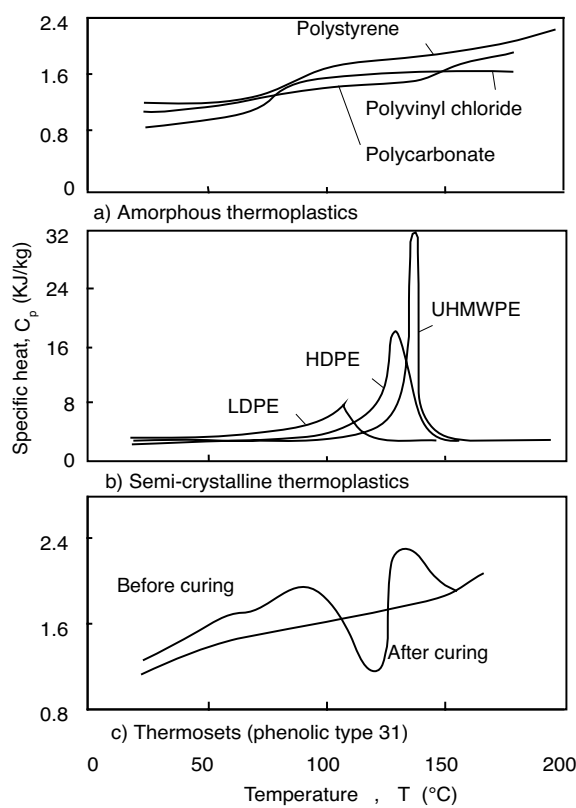 2.4
1.6
0.8
0
Polystyrene
Polyvinyl chloride
Polycarbonate
a) Amorphous thermoplastics
Specific heat, Cp (KJ/kg)
32
24
16
8
0
UHMWPE
HDPE
LDPE
b) Semi-crystalline thermoplastics
2.4
1.6
0.8
Before curing
After curing
c) Thermosets (phenolic type 31)
0 50 100 150 200
Temperature , T (°C)